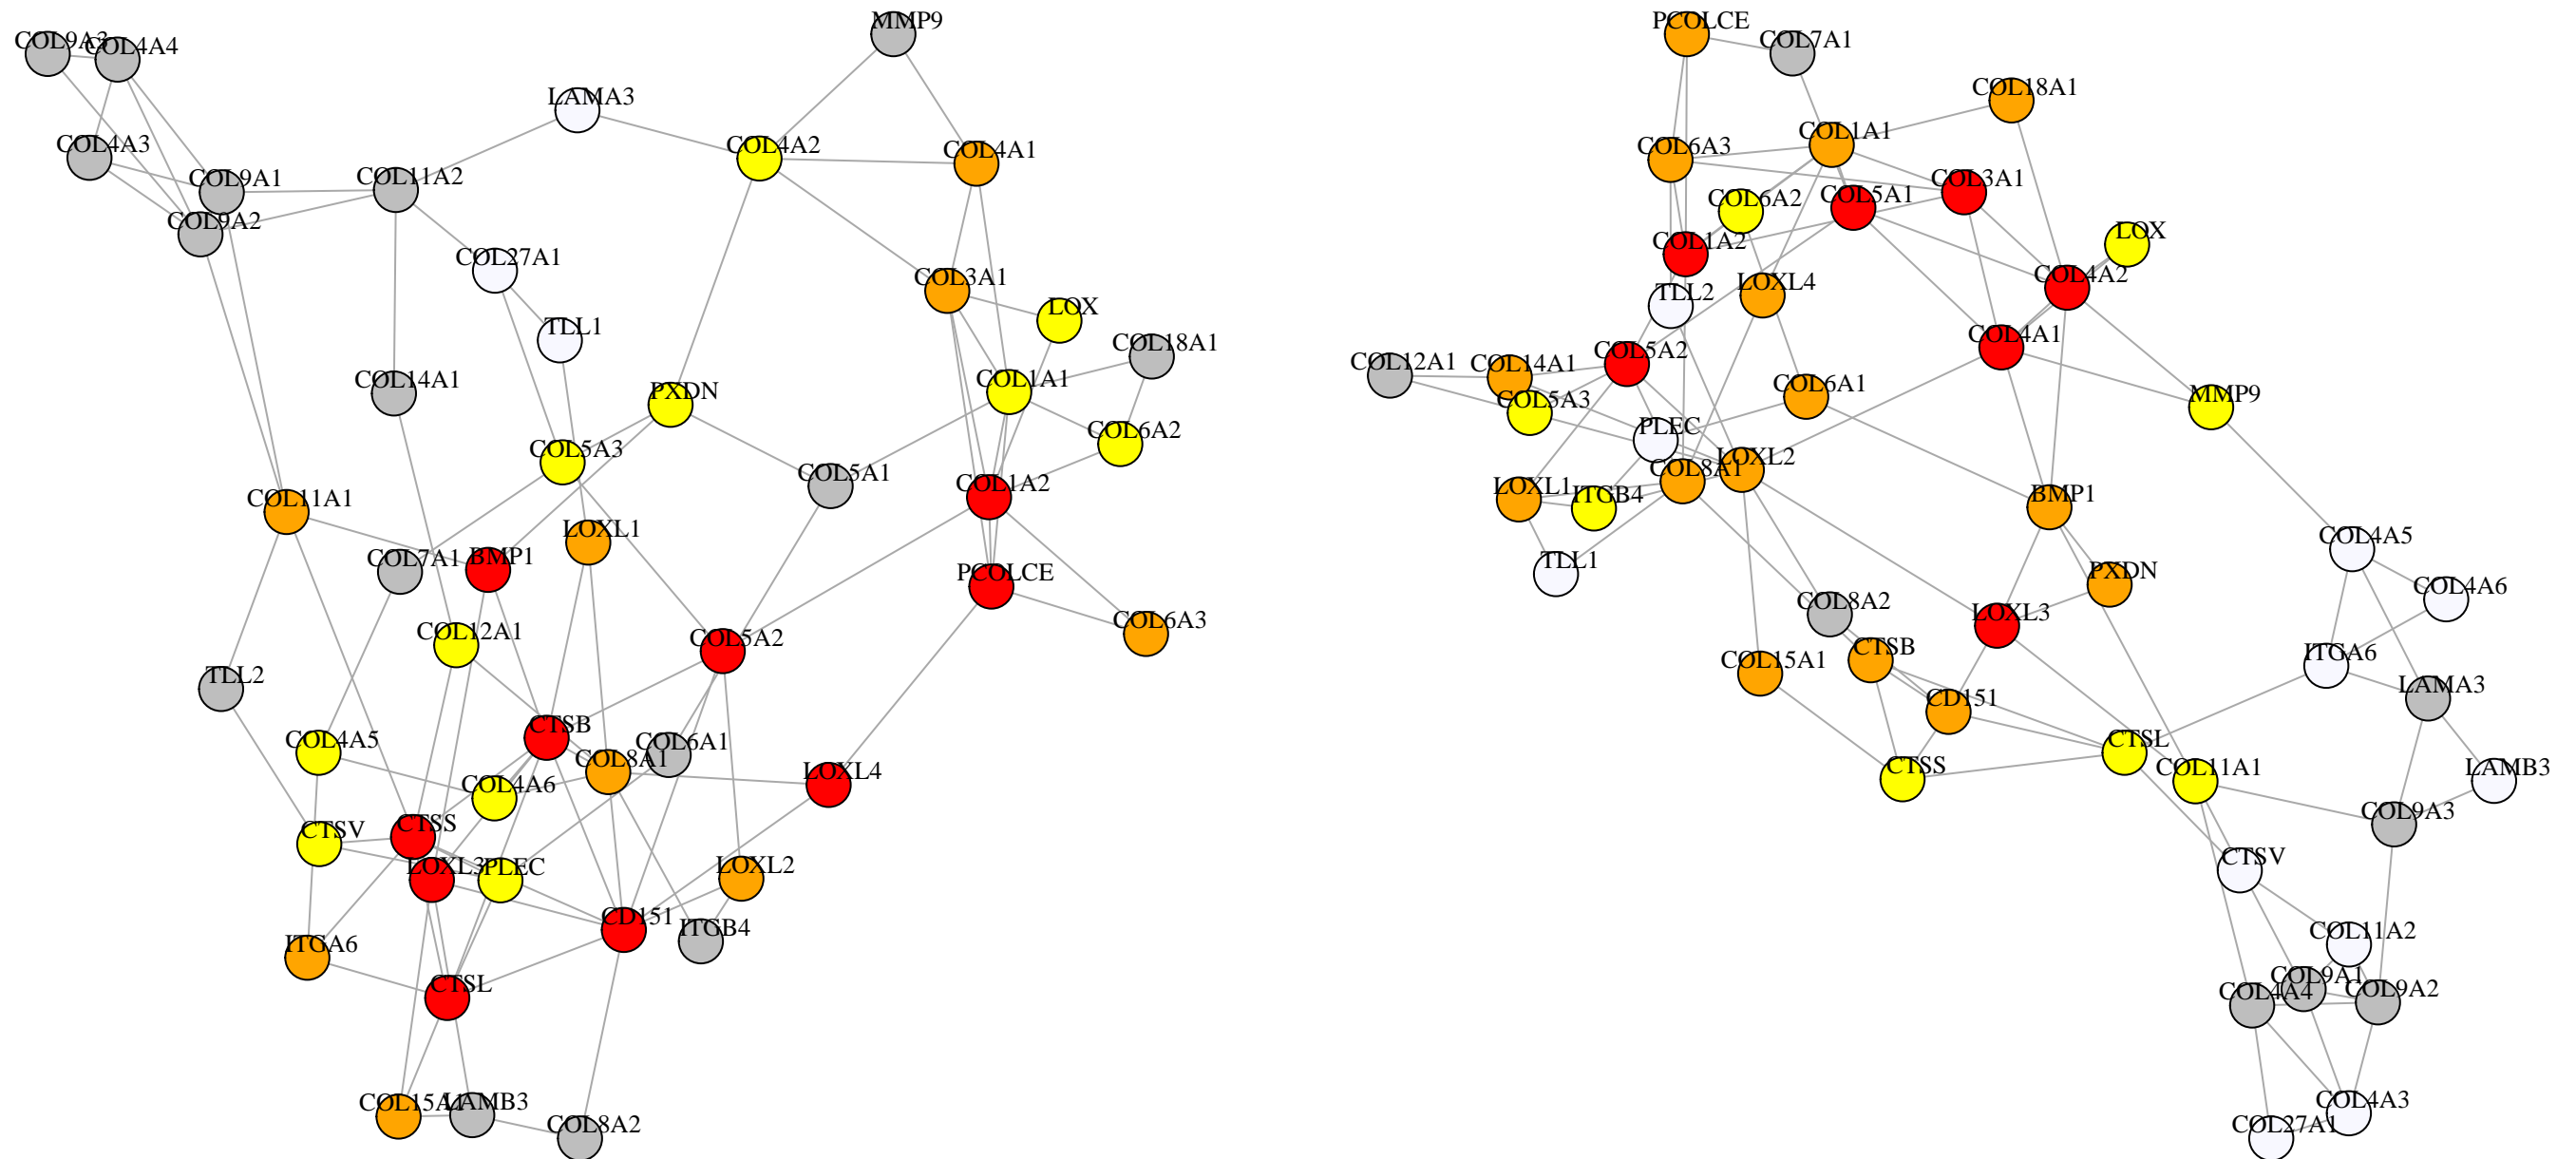 COL9A3
COL4A4
MMP9
LAMA3
COL4A3
COL4A2
COL4A1
COL9A1
COL11A2
COL9A2
COL27A1
COL3A1
LOX
TLL1
COL18A1
COL14A1
PXDN
COL1A1
COL5A3
COL6A2
COL5A1
COL1A2
COL11A1
LOXL1
COL7A1
BMP1
PCOLCE
COL12A1
COL6A3
COL5A2
TLL2
CTSB
COL4A5
COL8A1
COL6A1
COL4A6
LOXL4
CTSV
CTSS
LOXL3
PLEC
LOXL2
CD151
ITGB4
ITGA6
CTSL
COL15A1
LAMB3
COL8A2
PCOLCE
COL7A1
COL18A1
COL6A3
COL1A1
COL6A2
COL5A1
COL3A1
COL1A2
LOX
TLL2
LOXL4
COL4A2
COL4A1
COL12A1
COL14A1
COL5A2
COL5A3
COL6A1
MMP9
PLEC
COL8A1
LOXL2
LOXL1
ITGB4
BMP1
TLL1
COL4A5
PXDN
COL4A6
COL8A2
LOXL3
CTSB
COL15A1
ITGA6
CD151
LAMA3
CTSL
CTSS
COL11A1
LAMB3
COL9A3
CTSV
COL11A2
COL9A1
COL4A4
COL9A2
COL4A3
COL27A1